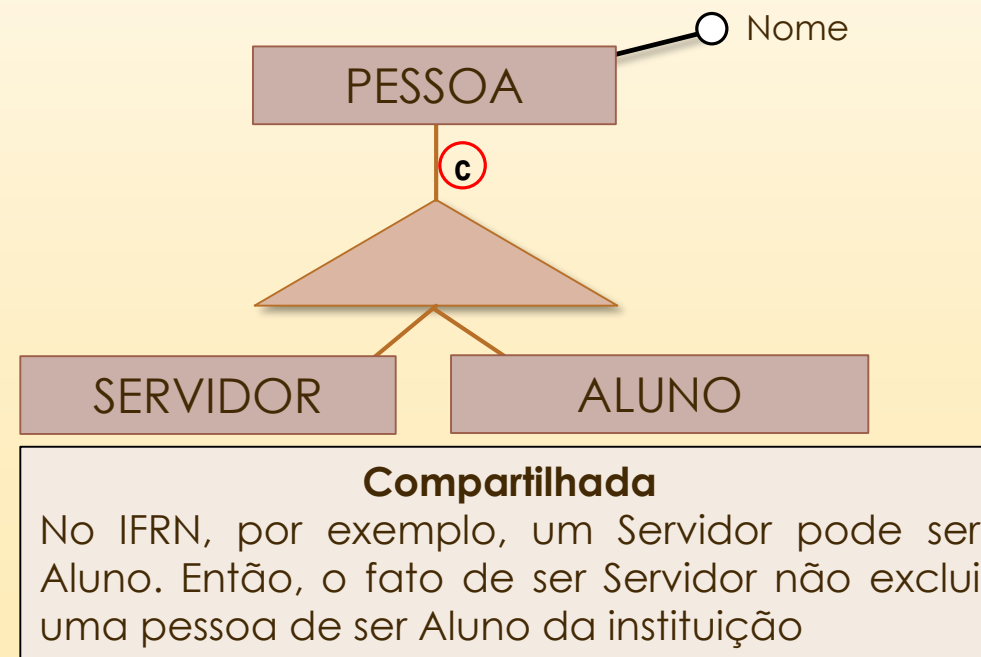 Nome
PESSOA
c
SERVIDOR
ALUNO
Compartilhada
No IFRN, por exemplo, um Servidor pode ser
Aluno. Então, o fato de ser Servidor não exclui
uma pessoa de ser Aluno da instituição